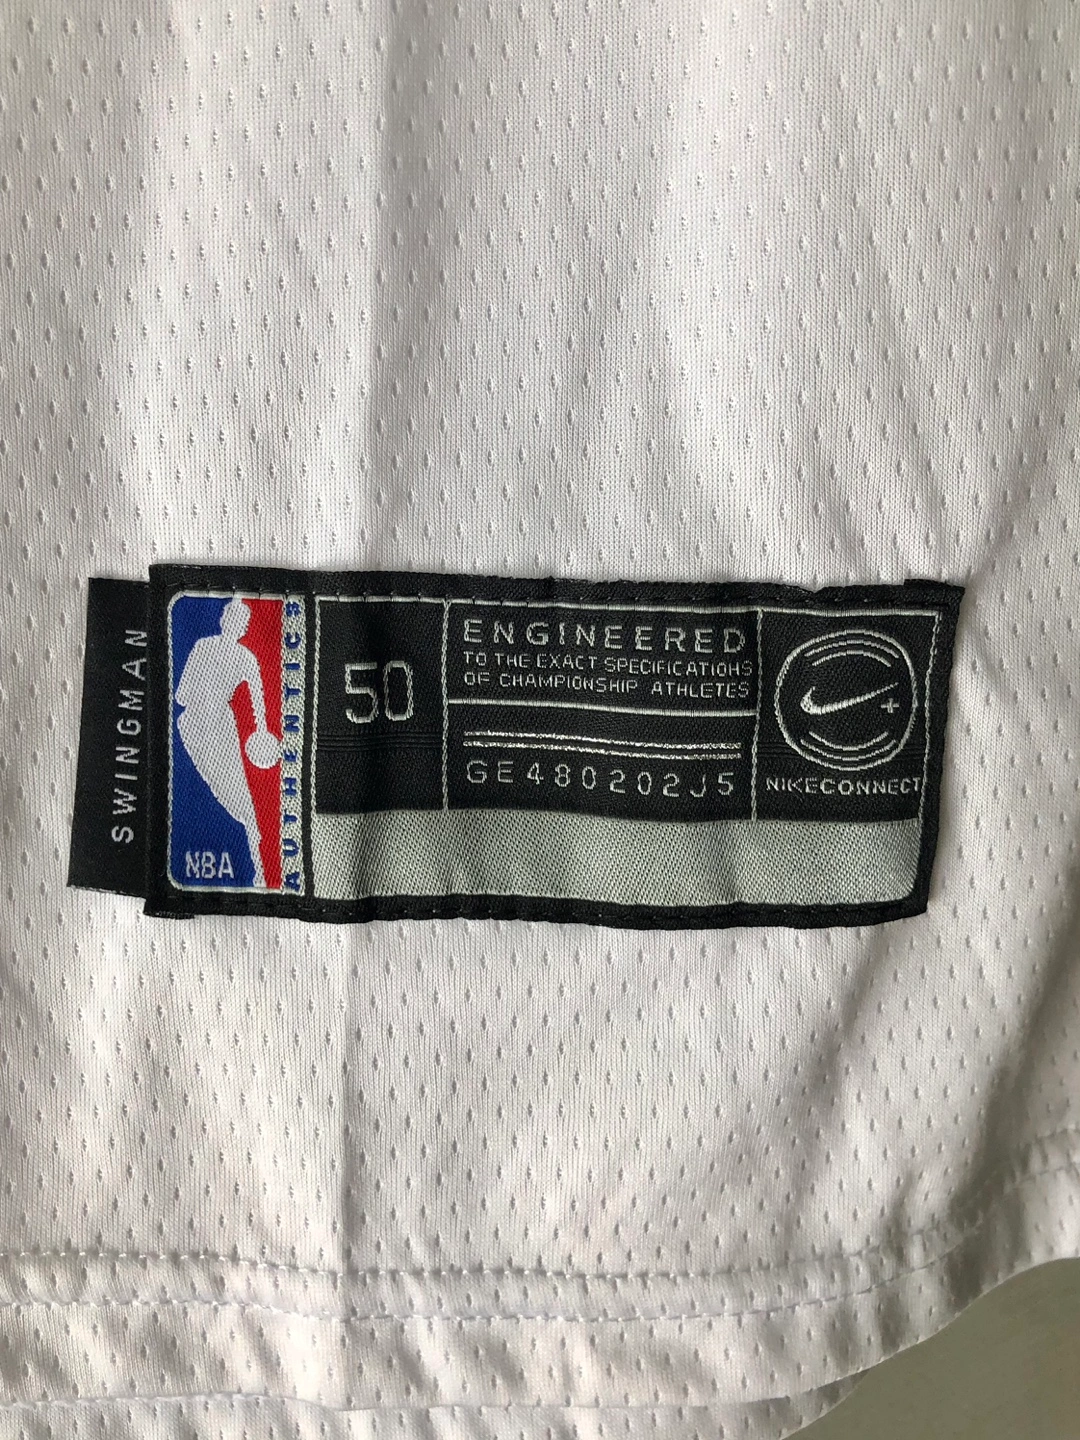 SWINGMAN
NBA
AUTHENTICS
50
ENGINEERED
TO THE EXACT SPECIFICATIONS
OF CHAMPIONSHIP ATHLETES
GE480202J5
NIKECONNECT